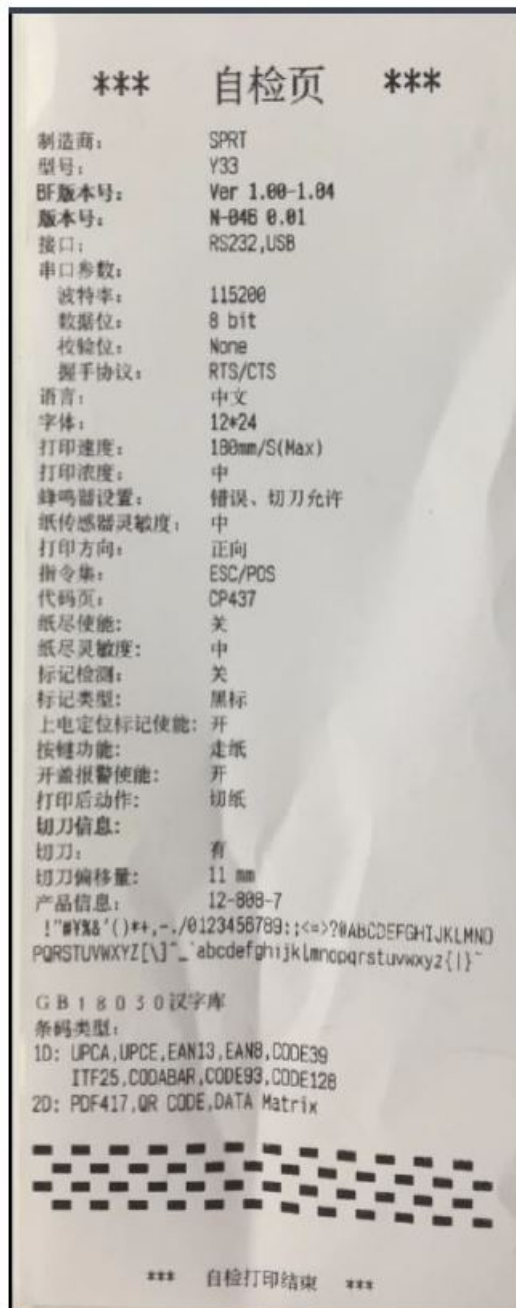 *** 自检页 ***
制造商: SPRT
型号: Y33
BF版本号: Ver 1.00-1.04
版本号: N-046 0.01
接口: RS232,USB
串口参数:
波特率: 115200
数据位: 8 bit
校验位: None
握手协议: RTS/CTS
语言: 中文
字体: 12*24
打印速度: 180mm/S(Max)
打印浓度: 中
蜂鸣器设置: 错误、切刀允许
纸传感器灵敏度: 中
打印方向: 正向
指令集: ESC/POS
代码页: CP437
纸尽使能: 关
纸尽灵敏度: 中
标记检测: 关
标记类型: 黑标
上电定位标记使能: 开
按键功能: 走纸
开盖报警使能: 开
打印后动作: 切纸
切刀信息:
切刀: 有
切刀偏移量: 11 mm
产品信息: 12-808-7
!"#¥%&'()*+,-./0123456789:;<=>?@ABCDEFGHIJKLMNO
PQRSTUVWXYZ[\]^_`abcdefghijklmnopqrstuvwxyz{|}~
GB18030汉字库
条码类型:
1D: UPCA,UPCE,EAN13,EAN8,CODE39
ITF25,CODABAR,CODE93,CODE128
2D: PDF417,QR CODE,DATA Matrix
*** 自检打印结束 ***